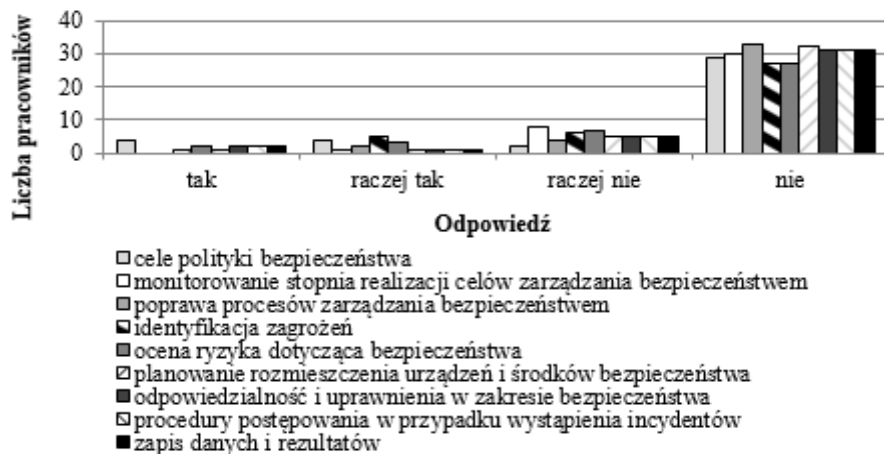 Liczba pracowników
40
30
20
10
0
tak raczej tak raczej nie nie
Odpowiedź
cele polityki bezpieczeństwa
monitorowanie stopnia realizacji celów zarządzania bezpieczeństwem
poprawa procesów zarządzania bezpieczeństwem
identyfikacja zagrożeń
ocena ryzyka dotycząca bezpieczeństwa
planowanie rozmieszczenia urządzeń i środków bezpieczeństwa
odpowiedzialność i uprawnienia w zakresie bezpieczeństwa
procedury postępowania w przypadku wystąpienia incydentów
zapis danych i rezultatów